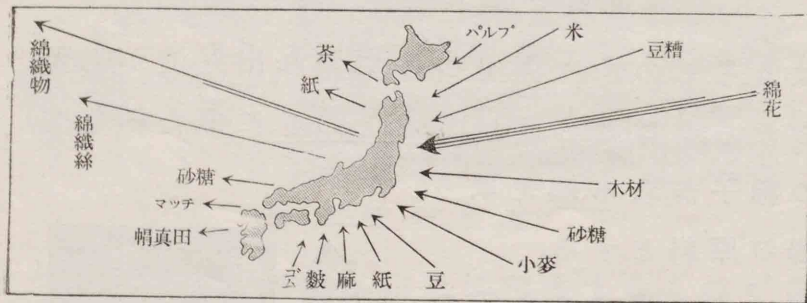 綿織物
綿織絲
茶
紙
砂糖
マッチ
帽真田
パルプ
米
豆糟
綿花
木材
砂糖
小麥
豆
紙
麻
麩
ゴム